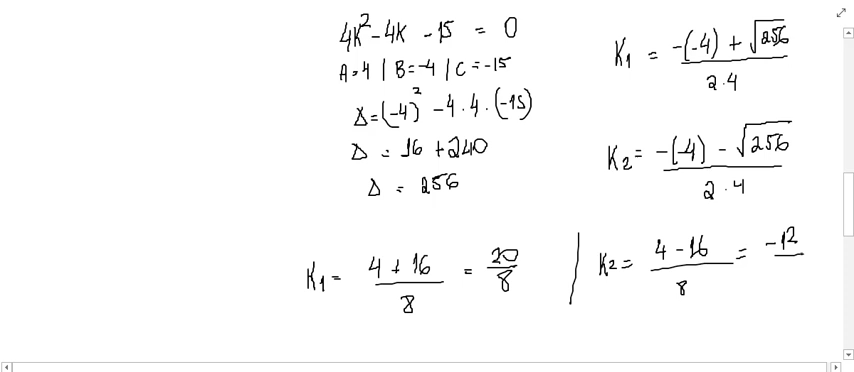 4K² - 4K - 15 = 0
A = 4 | B = -4 | C = -15
Δ = (-4)² - 4 . 4 . (-15)
Δ = 16 + 240
Δ = 256
K₁ = -(-4) + √256 / 2 . 4
K₂ = -(-4) - √256 / 2 . 4
K₁ = 4 + 16 / 8 = 20 / 8
K₂ = 4 - 16 / 8 = -12 /